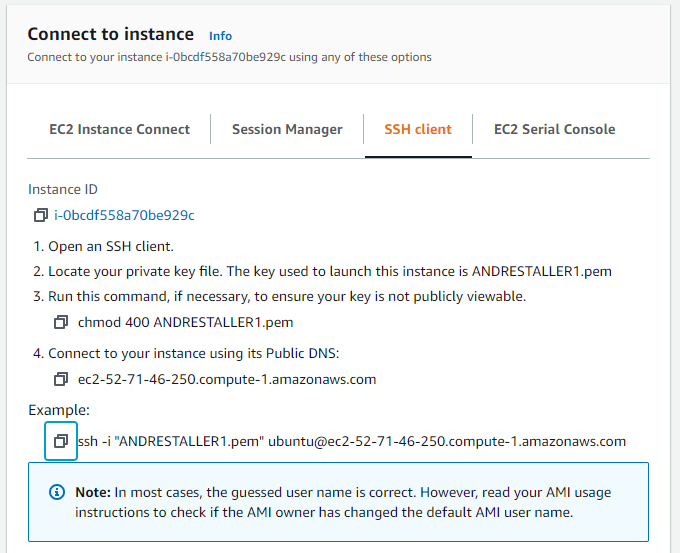 Connect to instance Info
Connect to your instance i-0bcdf558a70be929c using any of these options
EC2 Instance Connect
Session Manager
SSH client
EC2 Serial Console
Instance ID
i-0bcdf558a70be929c
1. Open an SSH client.
2. Locate your private key file. The key used to launch this instance is ANDRESTALLER1.pem
3. Run this command, if necessary, to ensure your key is not publicly viewable.
chmod 400 ANDRESTALLER1.pem
4. Connect to your instance using its Public DNS:
ec2-52-71-46-250.compute-1.amazonaws.com
Example:
ssh -i "ANDRESTALLER1.pem" ubuntu@ec2-52-71-46-250.compute-1.amazonaws.com
Note: In most cases, the guessed user name is correct. However, read your AMI usage
instructions to check if the AMI owner has changed the default AMI user name.